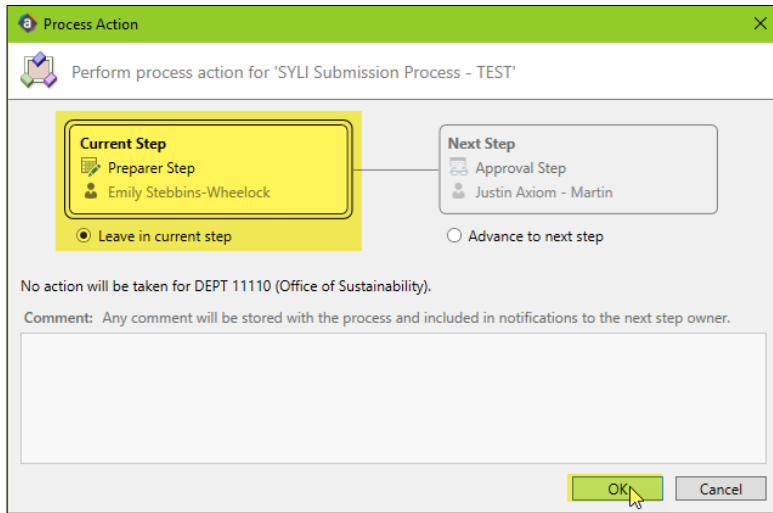 Process Action
Perform process action for 'SYLI Submission Process - TEST'
Current Step
Preparer Step
Emily Stebbins-Wheelock
Leave in current step
Next Step
Approval Step
Justin Axiom - Martin
Advance to next step
No action will be taken for DEPT 11110 (Office of Sustainability).
Comment: Any comment will be stored with the process and included in notifications to the next step owner.
OK
Cancel